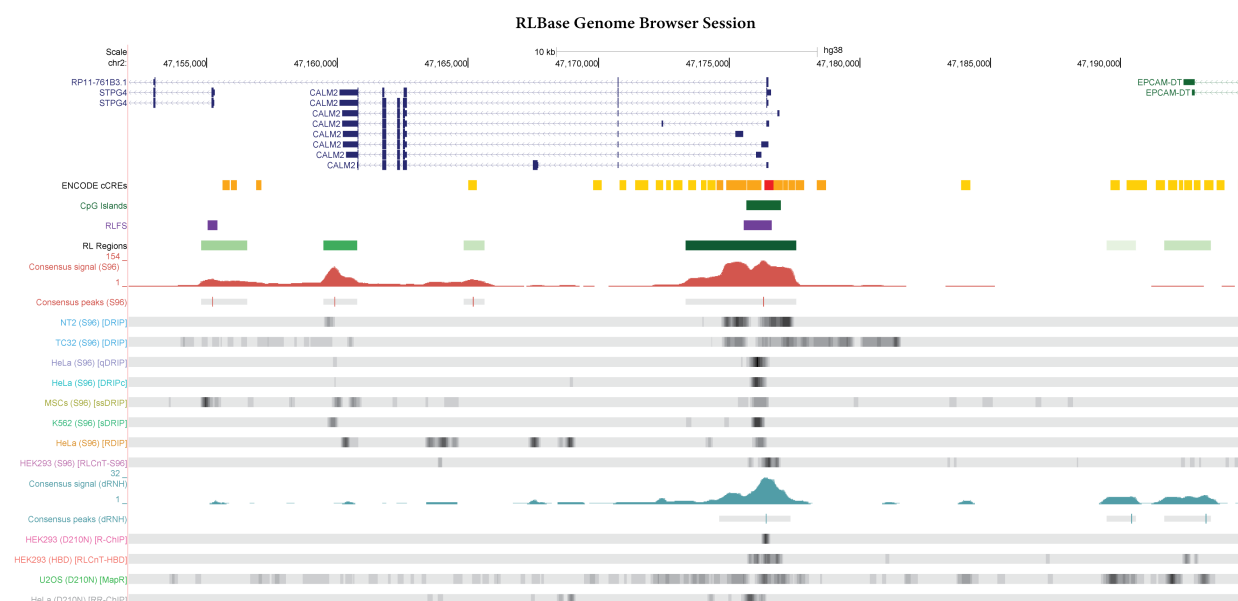 RLBase Genome Browser Session
Scale 10 kb hg38
chr2: 47,155,000 47,160,000 47,165,000 47,170,000 47,175,000 47,180,000 47,185,000 47,190,000
RP11-761B3.1 EPCAM-DT
STPG4 CALM2 EPCAM-DT
STPG4 CALM2
CALM2
CALM2
CALM2
CALM2
CALM2
CALM2
ENCODE cCREs
CpG Islands
RLFS
RL Regions
154
Consensus signal (S96)
1
Consensus peaks (S96)
NT2 (S96) [DRIP]
TC32 (S96) [DRIP]
HeLa (S96) [qDRIP]
HeLa (S96) [DRIPc]
MSCs (S96) [ssDRIP]
K562 (S96) [sDRIP]
HeLa (S96) [RDIP]
HEK293 (S96) [RLCnT-S96]
32
Consensus signal (dRNH)
1
Consensus peaks (dRNH)
HEK293 (D210N) [R-ChIP]
HEK293 (HBD) [RLCnT-HBD]
U2OS (D210N) [MapR]
HeLa (D210N) [RR-ChIP]